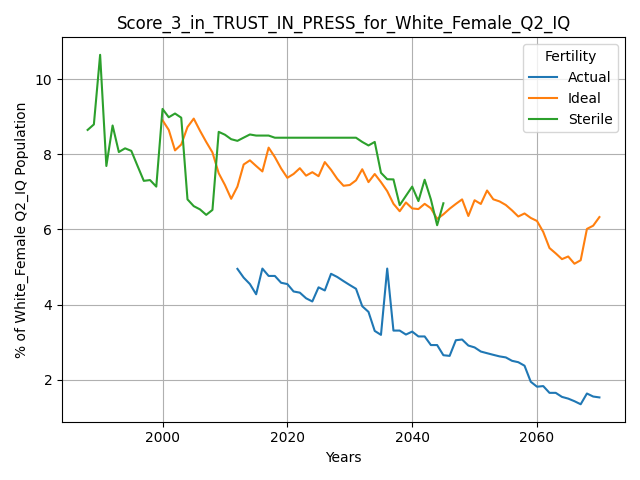 Score_3_in_TRUST_IN_PRESS_for_White_Female_Q2_IQ
% of White_Female Q2_IQ Population
10
8
6
4
2
Fertility
Actual
Ideal
Sterile
2000 2020 2040 2060
Years